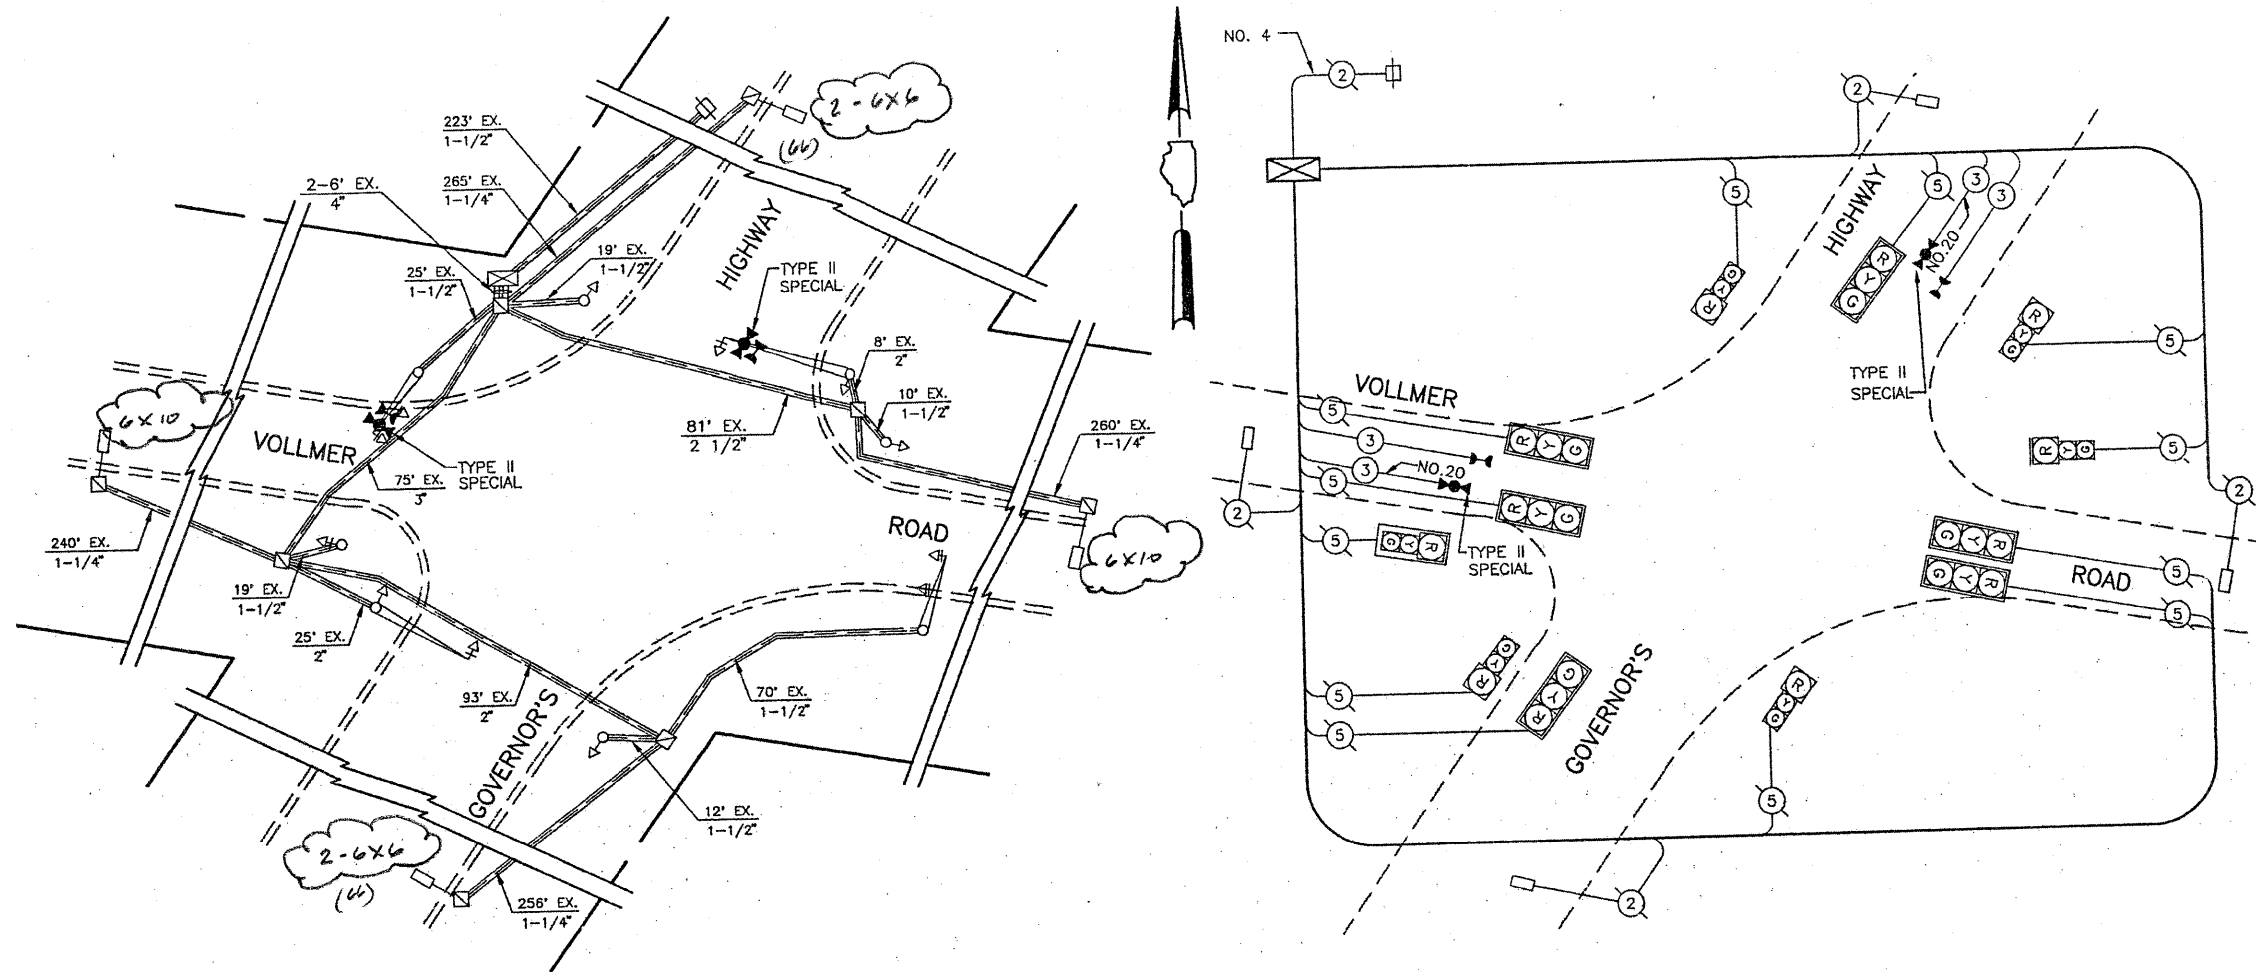 2 - 6X6
(66)
223' EX.
1-1/2"
265' EX.
1-1/4"
2-6' EX.
4"
19' EX.
1-1/2"
25' EX.
1-1/2"
HIGHWAY
TYPE II
SPECIAL
8' EX.
2"
10' EX.
1-1/2"
81' EX.
2 1/2"
260' EX.
1-1/4"
6X10
VOLLMER
TYPE II
SPECIAL
75' EX.
3"
ROAD
6X10
240' EX.
1-1/4"
19' EX.
1-1/2"
25' EX.
2"
93' EX.
2"
70' EX.
1-1/2"
GOVERNOR'S
12' EX.
1-1/2"
2-6X6
(66)
256' EX.
1-1/4"
NO. 4
2
2
5
5
3
3
HIGHWAY
NO.20
R
Y
G
G
Y
R
R
Y
G
5
TYPE II
SPECIAL
VOLLMER
5
R Y G
3
3
NO.20
5
R Y G
2
5
G Y R
TYPE II
SPECIAL
R Y G
5
2
G Y R
5
G Y R
5
ROAD
G
Y
R
G
Y
R
5
5
GOVERNOR'S
R
Y
G
5
2